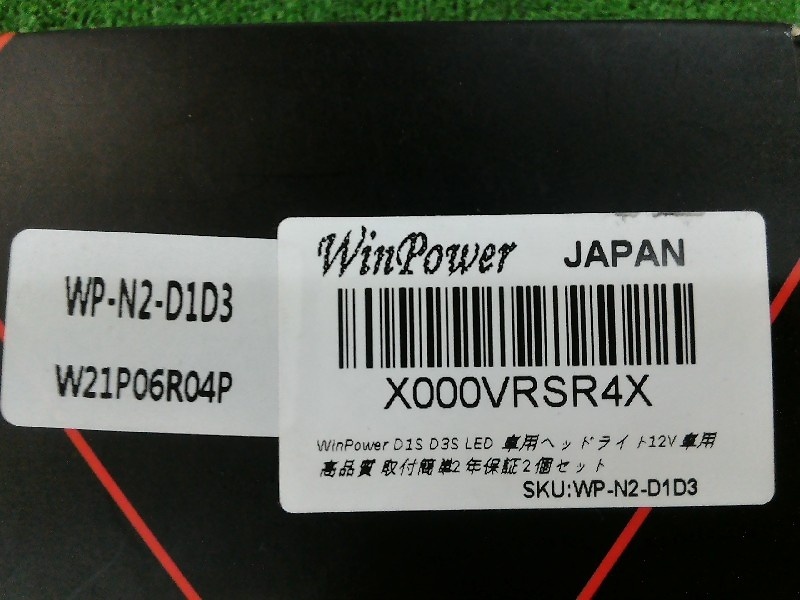 WP-N2-D1D3
W21P06R04P
WinPower JAPAN
X000VRSR4X
WinPower D1S D3S LED 車用ヘッドライト12V車用
高品質 取付簡単2年保証2個セット
SKU:WP-N2-D1D3